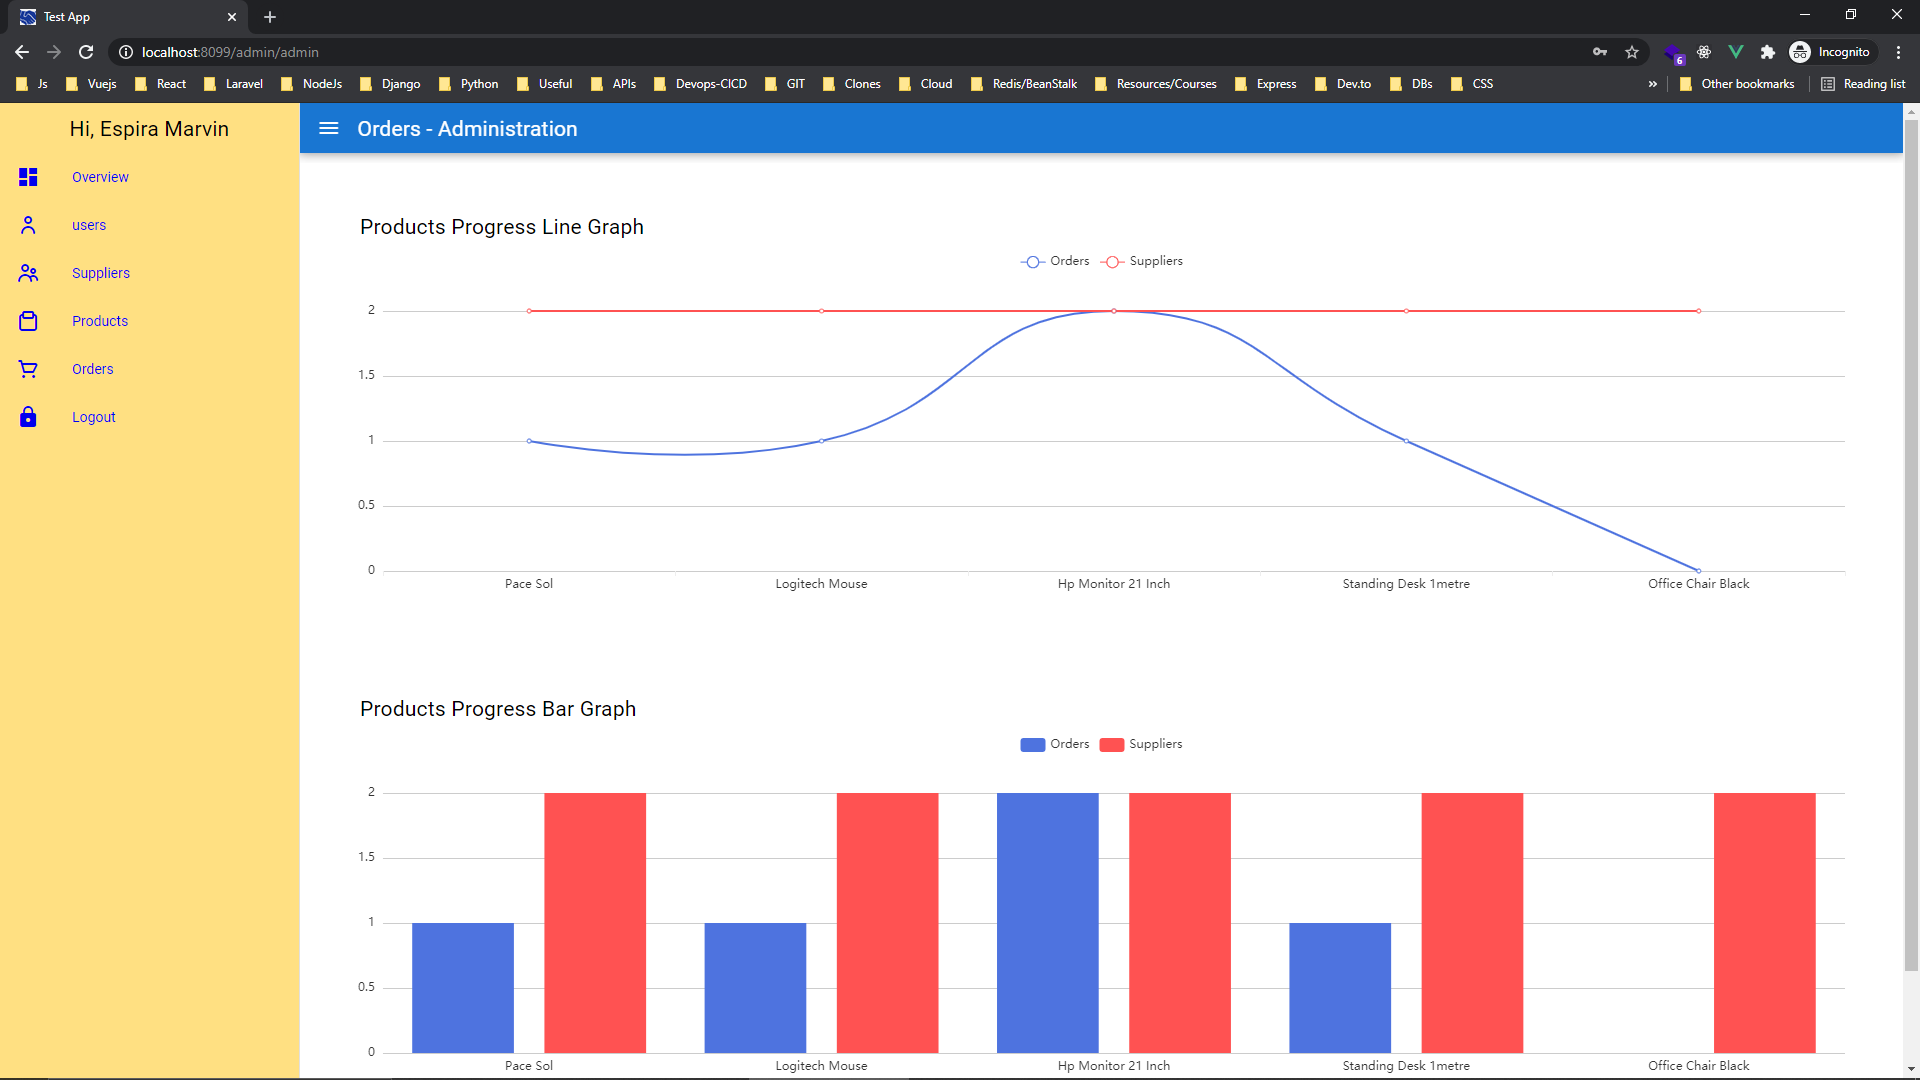 Test App
localhost:8099/admin/admin
6
Incognito
Js Vuejs React Laravel NodeJs Django Python Useful APIs Devops-CICD GIT Clones Cloud Redis/BeanStalk Resources/Courses Express Dev.to DBs CSS » Other bookmarks Reading list
Hi, Espira Marvin
Overview
users
Suppliers
Products
Orders
Logout
Orders - Administration
Products Progress Line Graph
Orders Suppliers
2
1.5
1
0.5
0
Pace Sol Logitech Mouse Hp Monitor 21 Inch Standing Desk 1metre Office Chair Black
Products Progress Bar Graph
Orders Suppliers
2
1.5
1
0.5
0
Pace Sol Logitech Mouse Hp Monitor 21 Inch Standing Desk 1metre Office Chair Black